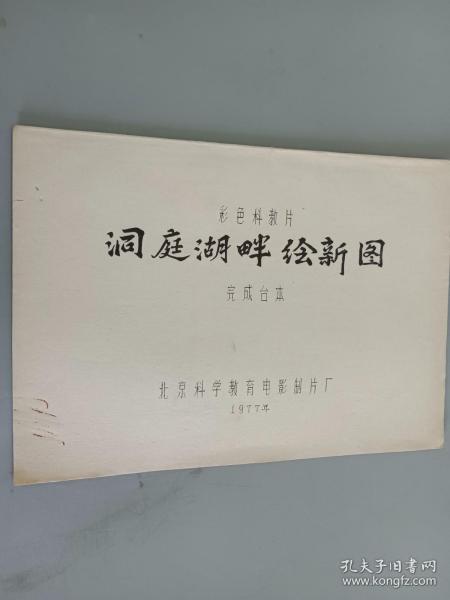 彩色科教片
洞庭湖畔绘新图
完成台本
北京科学教育电影制片厂
1977年
孔夫子旧书网
www.kongfz.com